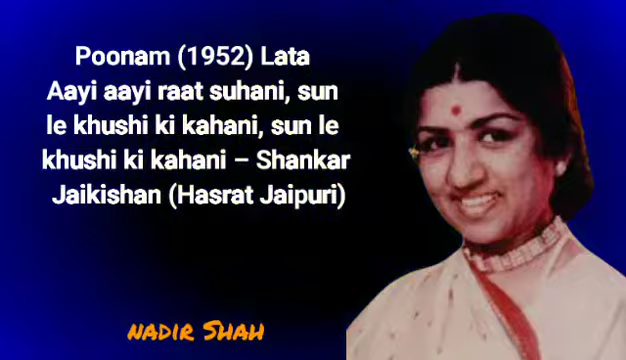 Poonam (1952) Lata
Aayi aayi raat suhani, sun
le khushi ki kahani, sun le
khushi ki kahani – Shankar
Jaikishan (Hasrat Jaipuri)
NADIR SHAH